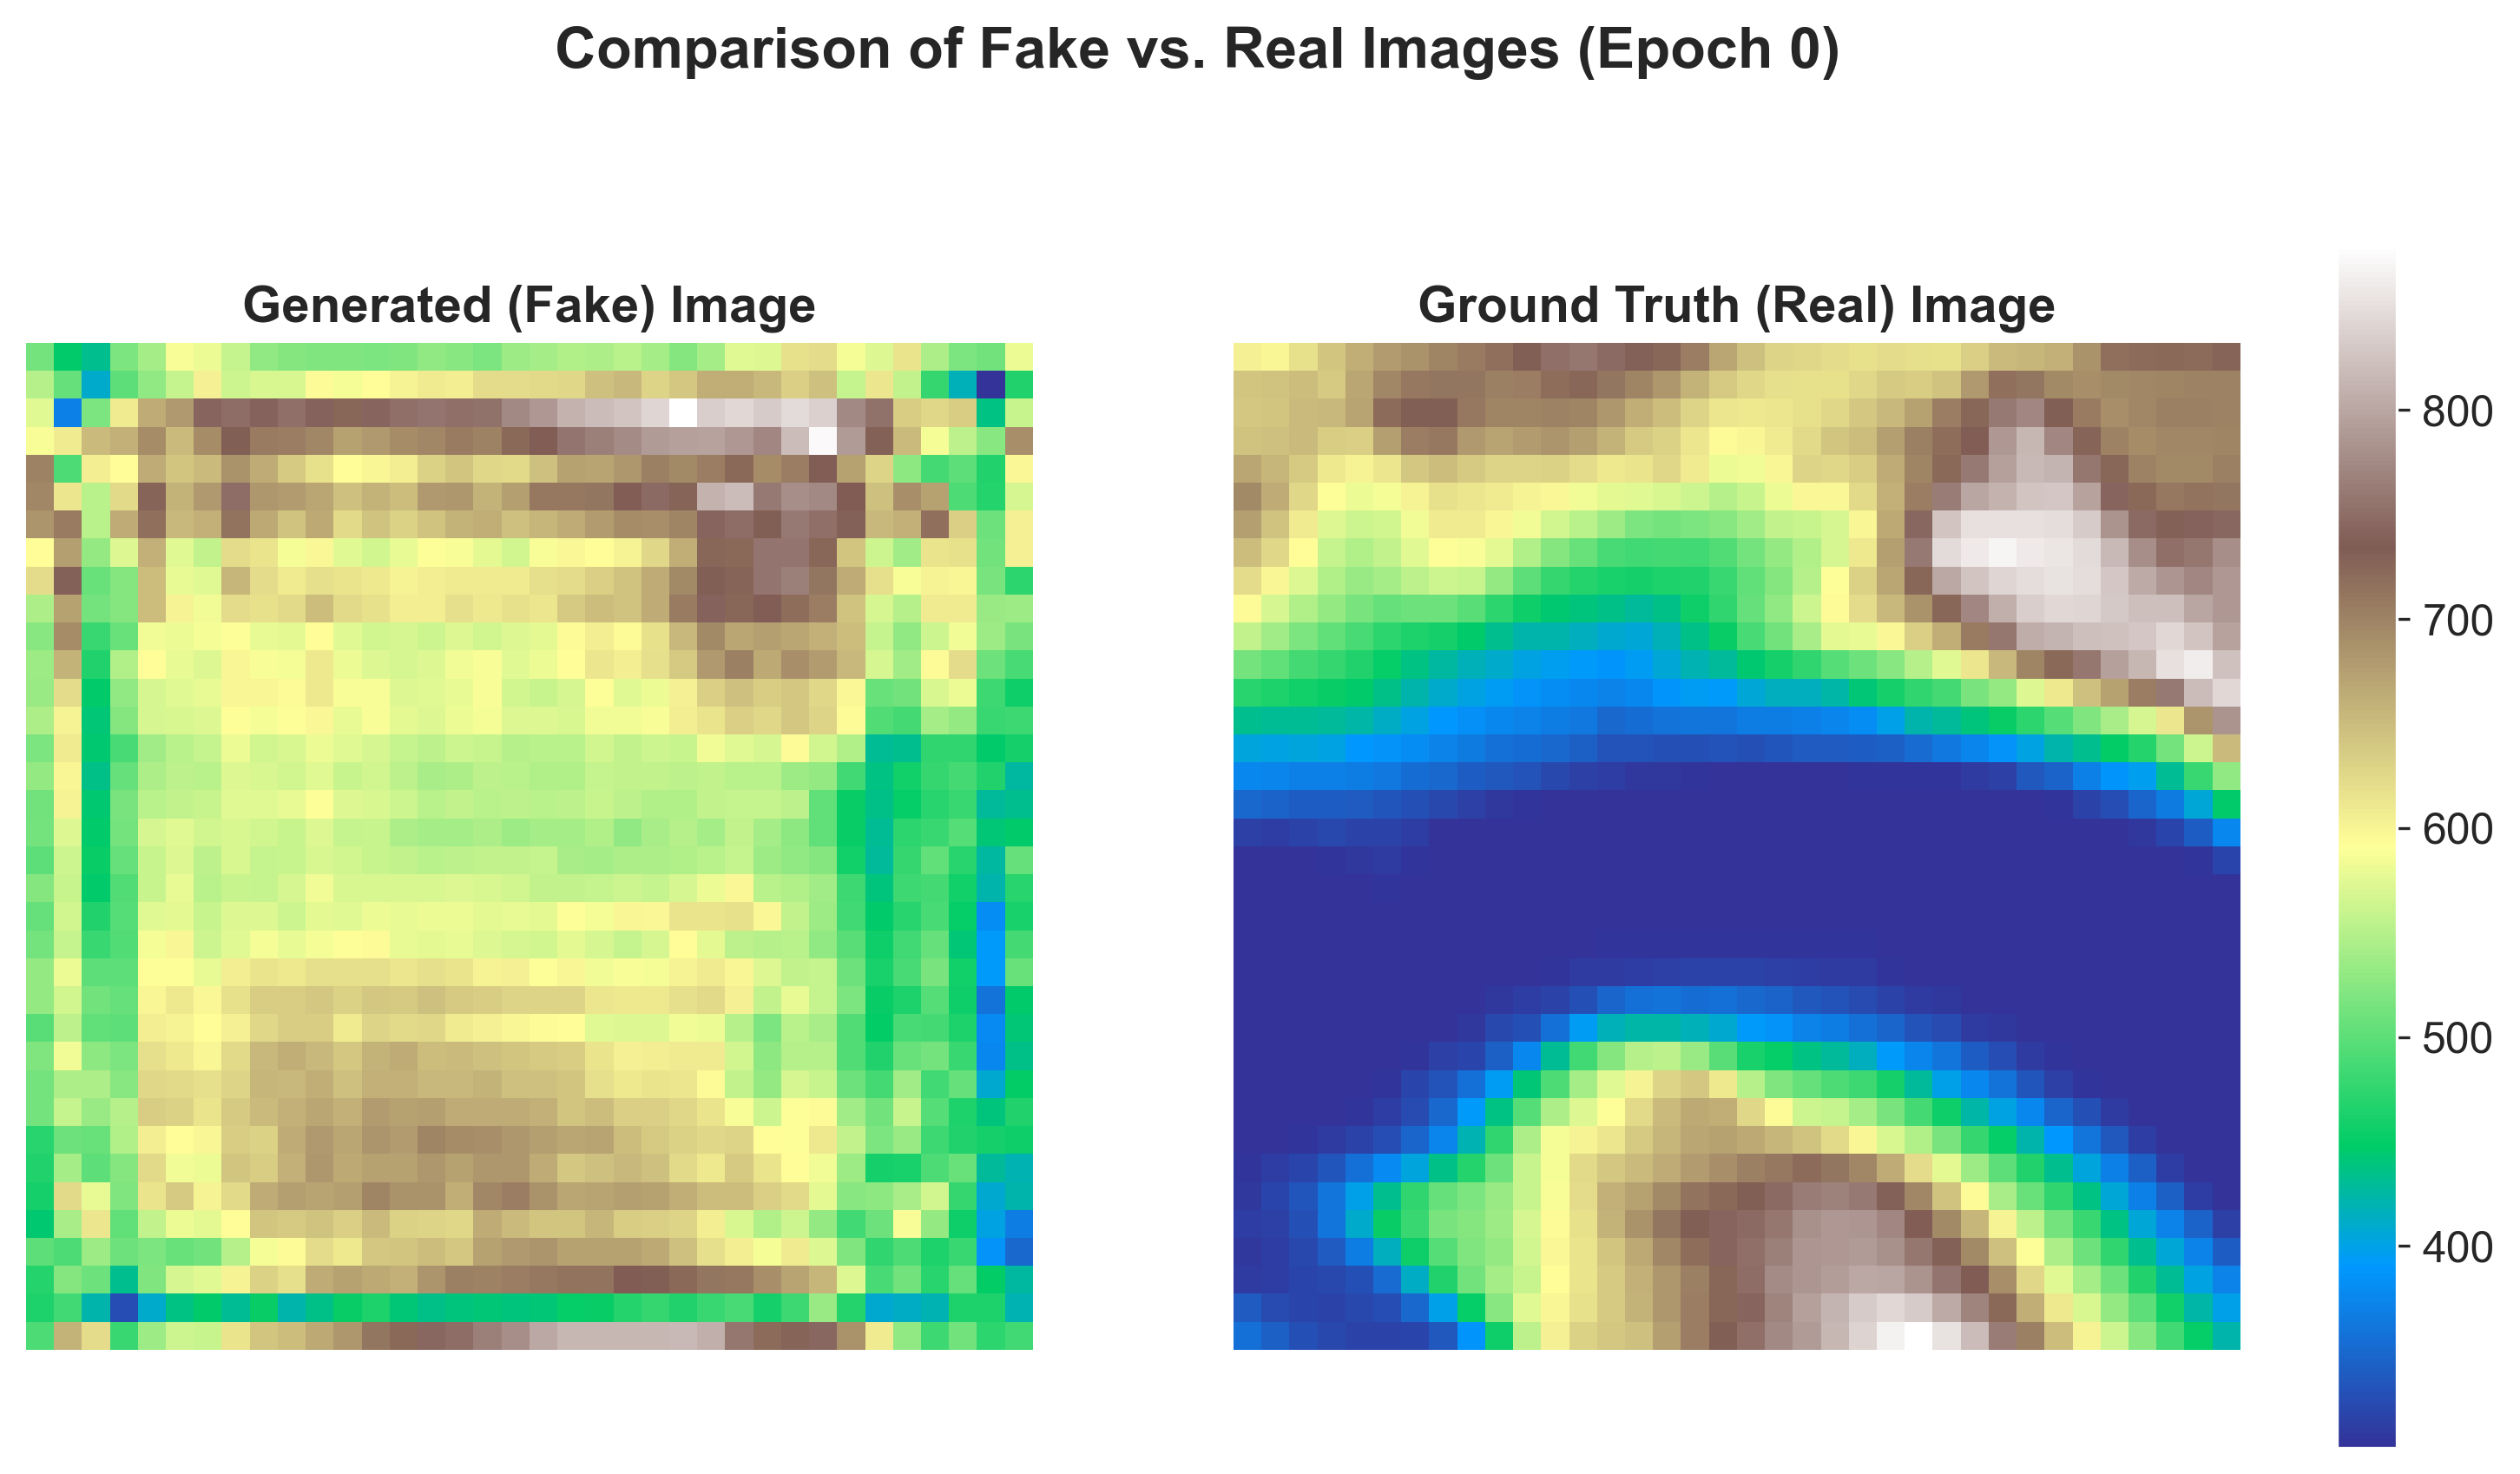 Comparison of Fake vs. Real Images (Epoch 0)
Generated (Fake) Image
Ground Truth (Real) Image
800
700
600
500
400